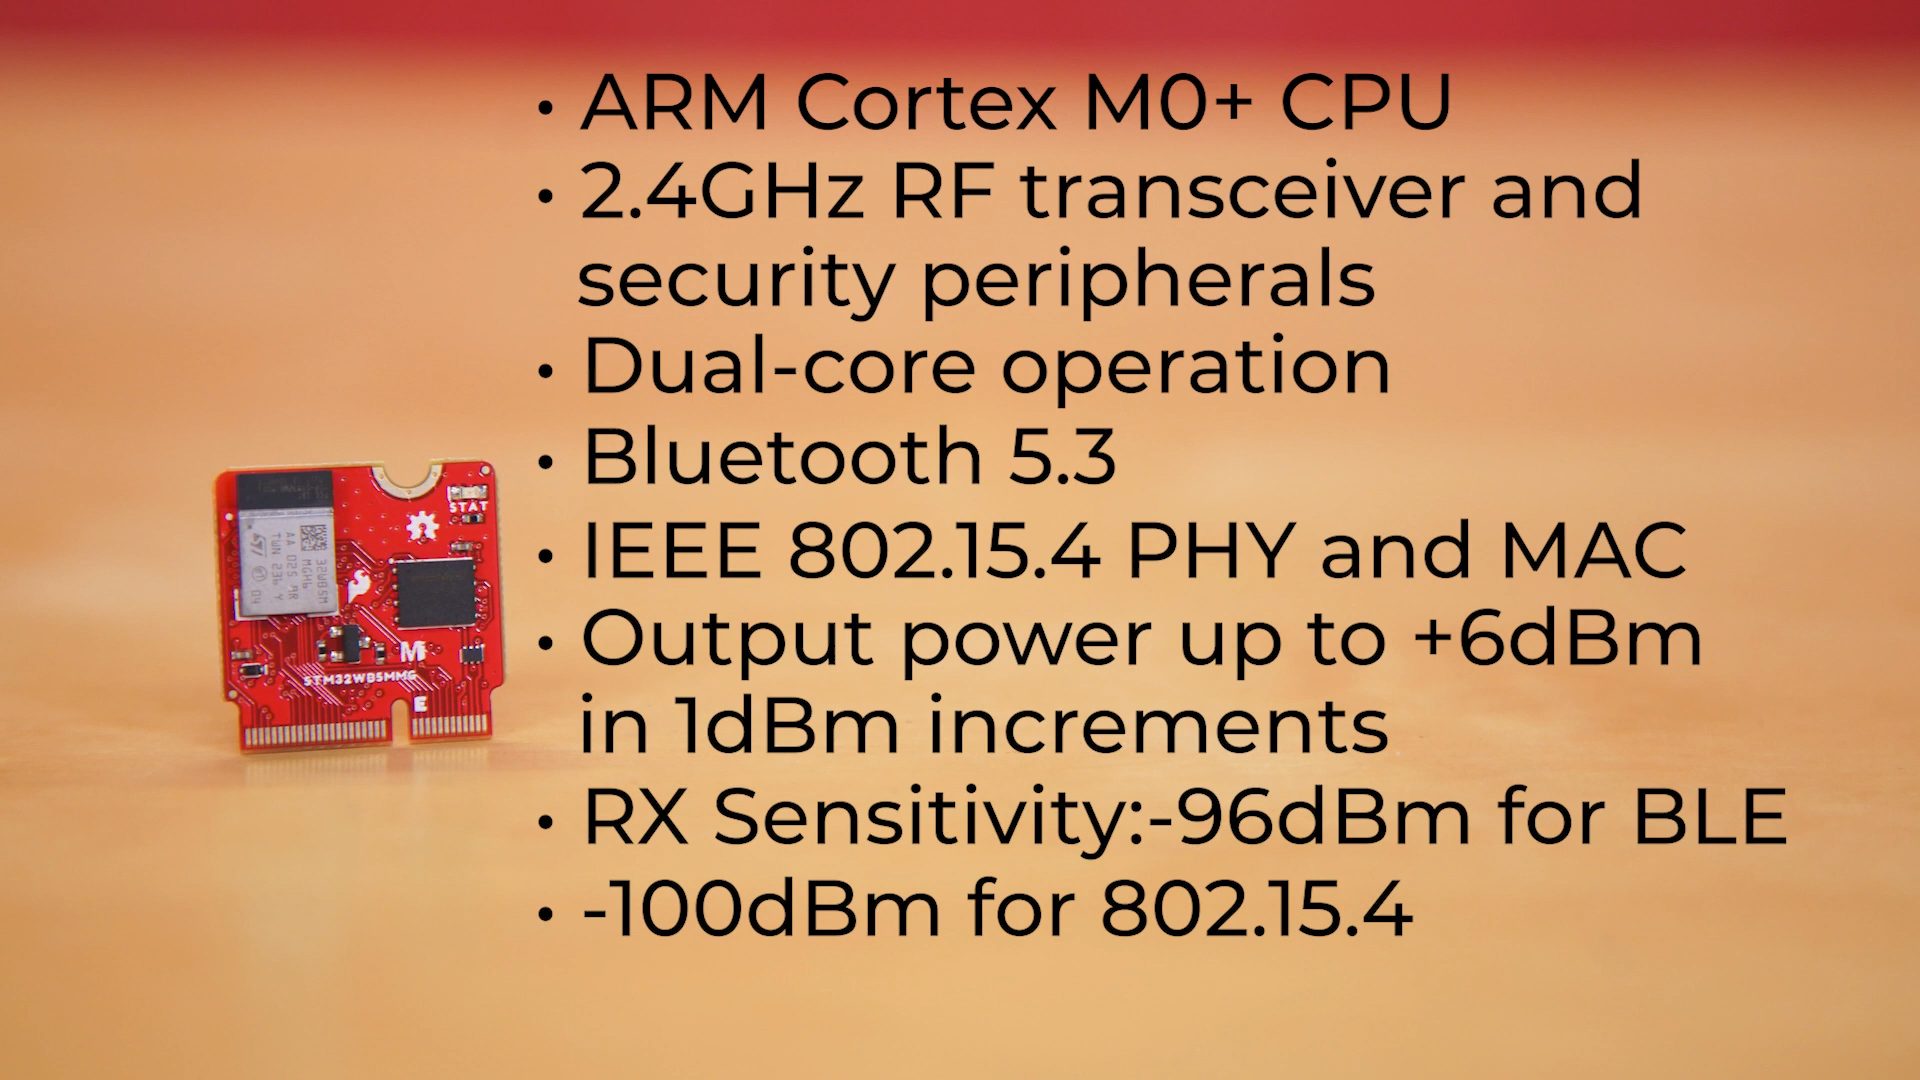 • ARM Cortex M0+ CPU
• 2.4GHz RF transceiver and
security peripherals
• Dual-core operation
• Bluetooth 5.3
• IEEE 802.15.4 PHY and MAC
• Output power up to +6dBm
in 1dBm increments
• RX Sensitivity:-96dBm for BLE
• -100dBm for 802.15.4
STAT
M
STM32WB5MMG
E